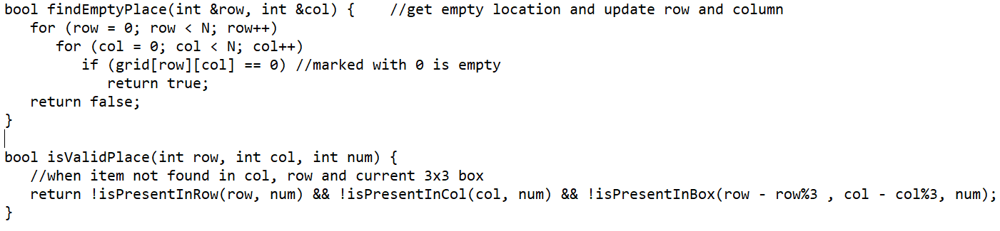 bool findEmptyPlace(int &row, int &col) {    //get empty location and update row and column
   for (row = 0; row < N; row++)
      for (col = 0; col < N; col++)
         if (grid[row][col] == 0) //marked with 0 is empty
            return true;
   return false;
}

bool isValidPlace(int row, int col, int num) {
   //when item not found in col, row and current 3x3 box
   return !isPresentInRow(row, num) && !isPresentInCol(col, num) && !isPresentInBox(row - row%3 , col - col%3, num);
}